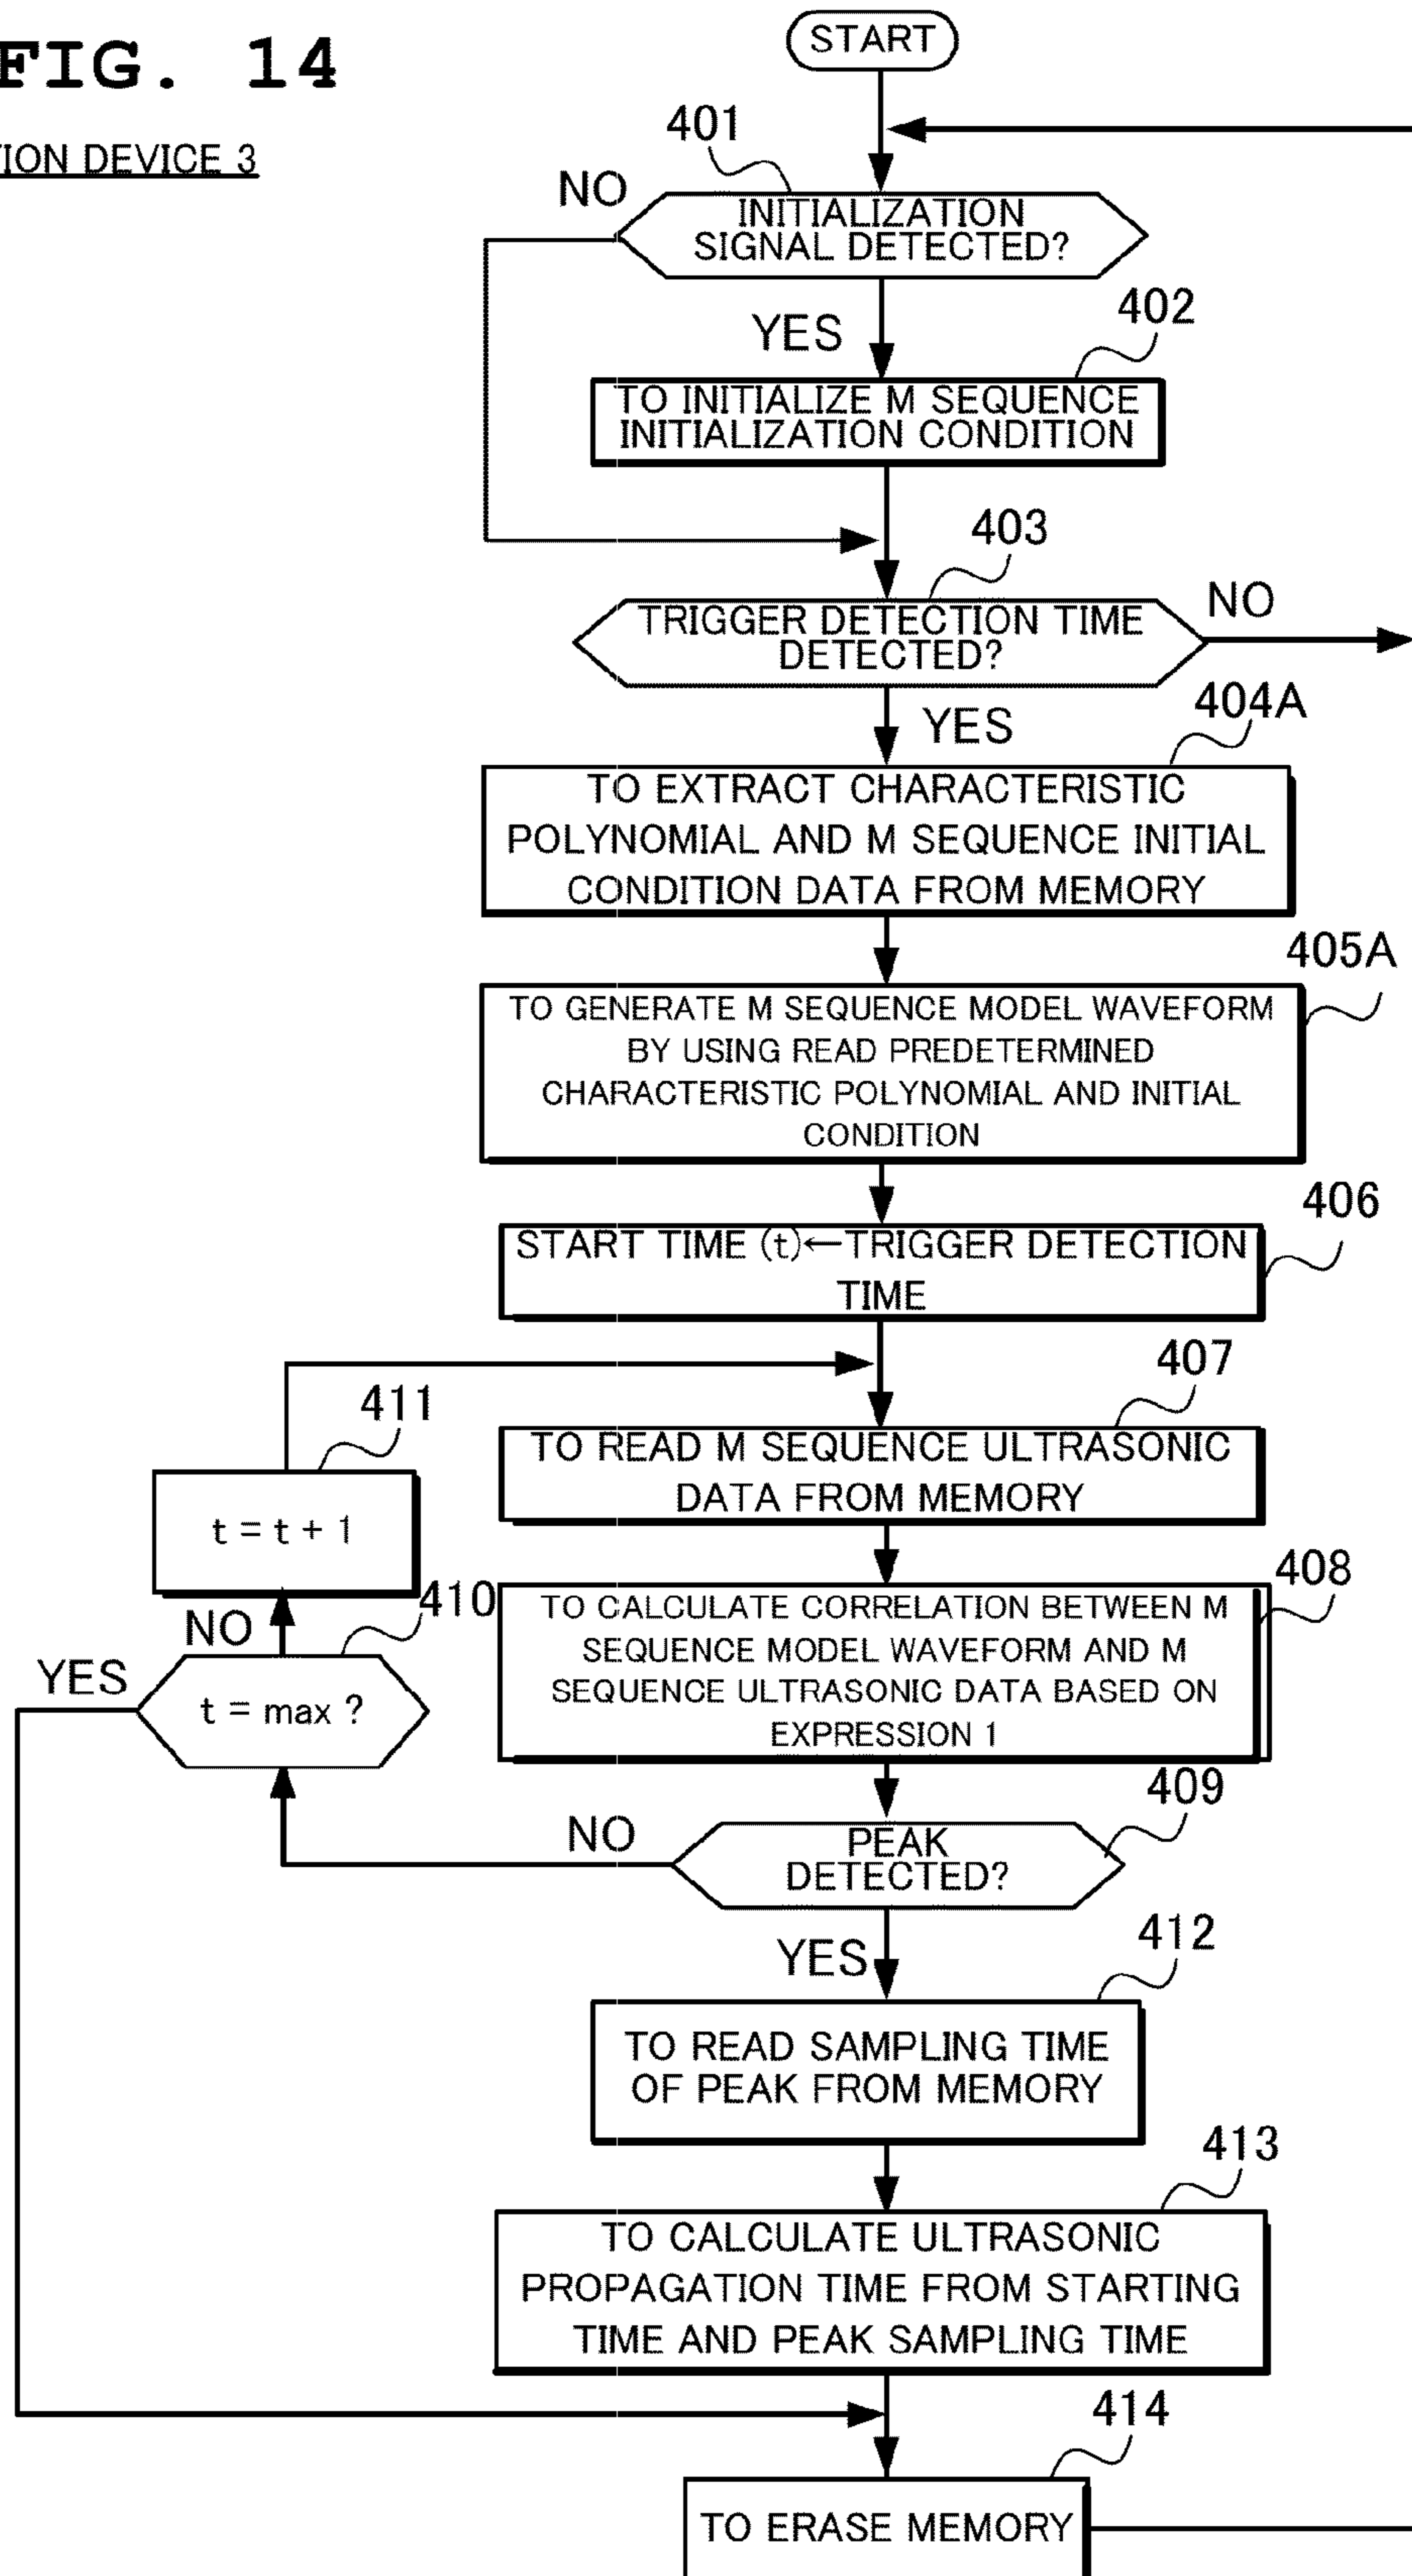 FIG. 14
TION DEVICE 3
START
401
NO
INITIALIZATION
SIGNAL DETECTED?
YES
402
TO INITIALIZE M SEQUENCE
INITIALIZATION CONDITION
403
TRIGGER DETECTION TIME
DETECTED?
NO
YES
404A
TO EXTRACT CHARACTERISTIC
POLYNOMIAL AND M SEQUENCE INITIAL
CONDITION DATA FROM MEMORY
405A
TO GENERATE M SEQUENCE MODEL WAVEFORM
BY USING READ PREDETERMINED
CHARACTERISTIC POLYNOMIAL AND INITIAL
CONDITION
406
START TIME (t)←TRIGGER DETECTION
TIME
407
TO READ M SEQUENCE ULTRASONIC
DATA FROM MEMORY
411
t = t + 1
408
TO CALCULATE CORRELATION BETWEEN M
SEQUENCE MODEL WAVEFORM AND M
SEQUENCE ULTRASONIC DATA BASED ON
EXPRESSION 1
410
NO
YES
t = max ?
409
NO
PEAK
DETECTED?
YES
412
TO READ SAMPLING TIME
OF PEAK FROM MEMORY
413
TO CALCULATE ULTRASONIC
PROPAGATION TIME FROM STARTING
TIME AND PEAK SAMPLING TIME
414
TO ERASE MEMORY